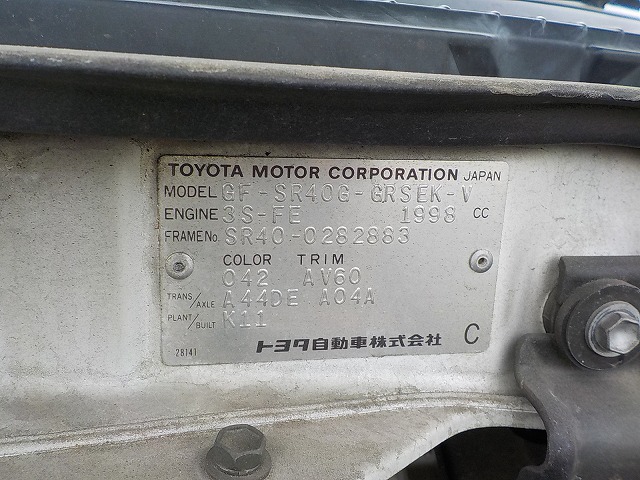 TOYOTA MOTOR CORPORATION JAPAN
MODEL GF-SR40G-GRSEK-V
ENGINE 3S-FE 1998 CC
FRAME No. SR40-0282883
COLOR TRIM
042 AV60
TRANS/AXLE A44DE A04A
PLANT/BUILT K11
28141 トヨタ自動車株式会社 C